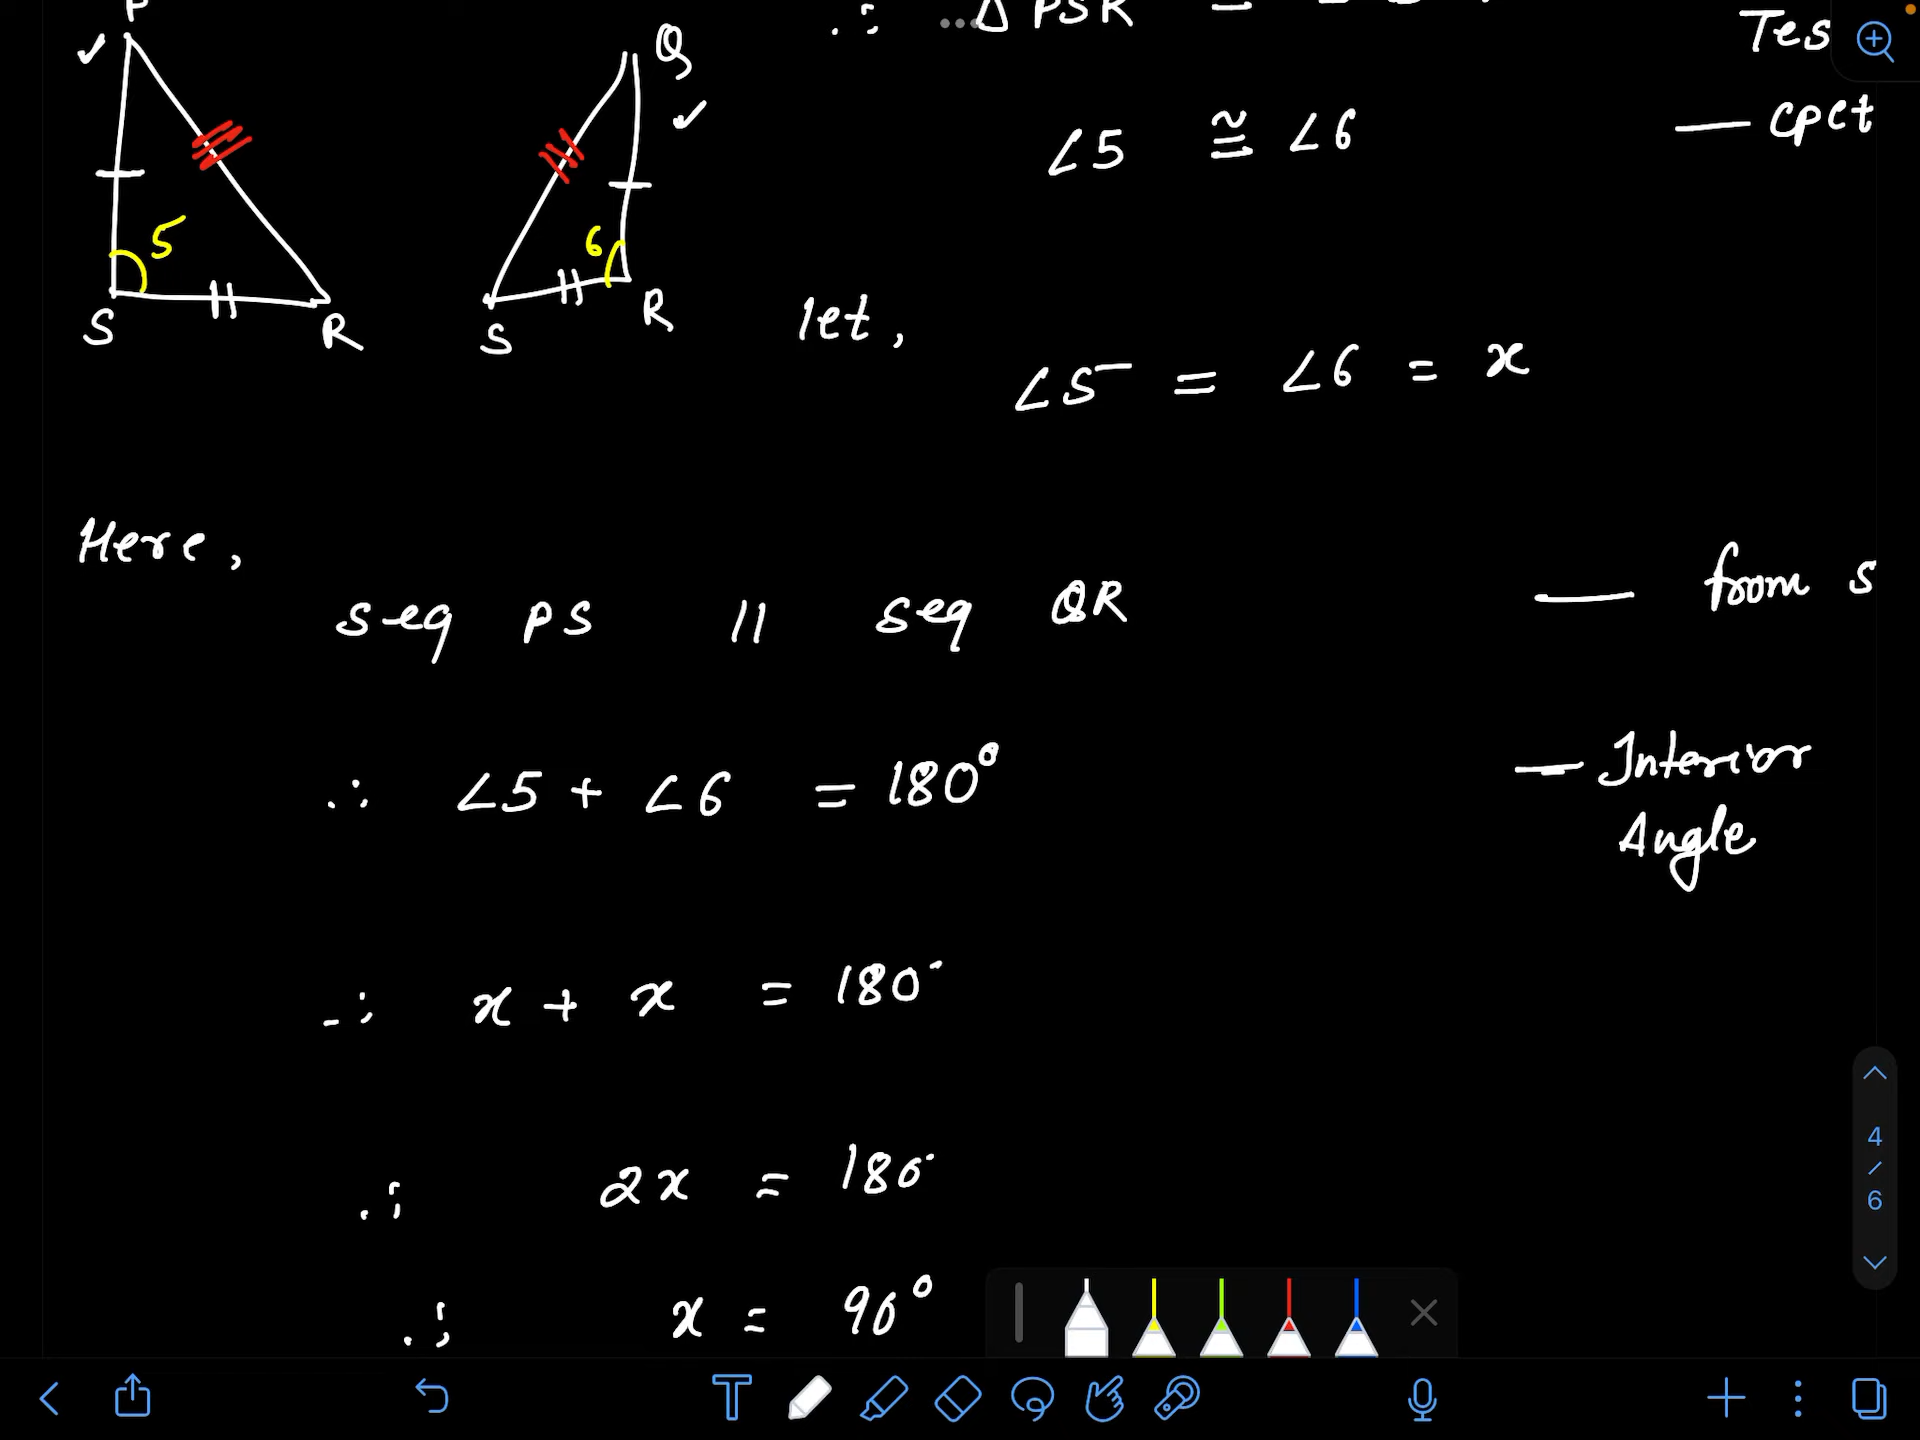 P
∴ Δ PSR
Tes
Q
∠5 ≅ ∠6 — cpct
5
6
S R S R
let,
∠5 = ∠6 = x
Here,
seg PS || seg QR — from s
∴ ∠5 + ∠6 = 180° — Interior
Angle
∴ x + x = 180
∴ 2x = 180
∴ x = 90°
4
/
6
T